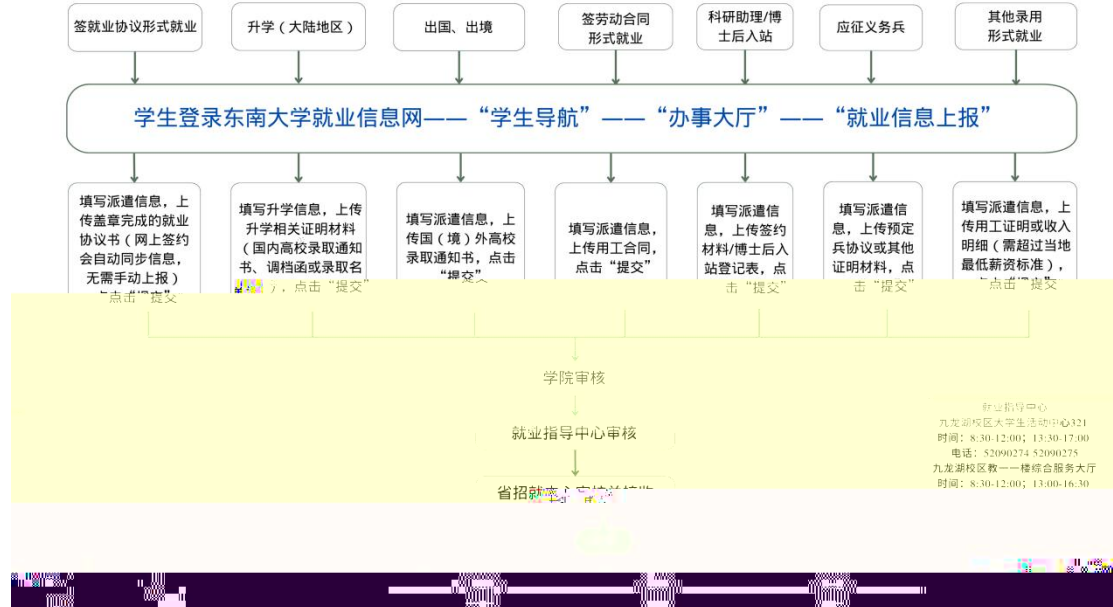 签就业协议形式就业
升学（大陆地区）
出国、出境
签劳动合同
形式就业
科研助理/博
士后入站
应征义务兵
其他录用
形式就业
学生登录东南大学就业信息网——“学生导航”——“办事大厅”——“就业信息上报”
填写派遣信息，上
传盖章完成的就业
协议书（网上签约
会自动同步信息，
无需手动上报）
点击“提交”
填写升学信息，上传
升学相关证明材料
（国内高校录取通知
书、调档函或录取名
），点击“提交”
填写派遣信息，上
传国（境）外高校
录取通知书，点击
“提交”
填写派遣信息，
上传用工合同，
点击“提交”
填写派遣信
息，上传签约
材料/博士后入
站登记表，点
击“提交”
填写派遣信
息，上传预定
兵协议或其他
证明材料，点
击“提交”
填写派遣信息，上
传用工证明或收入
明细（需超过当地
最低薪资标准），
点击“提交”
学院审核
就业指导中心审核
省招就
就业指导中心
九龙湖校区大学生活动中心321
时间：8:30-12:00；13:30-17:00
电话：52090274 52090275
九龙湖校区教一一楼综合服务大厅
时间：8:30-12:00；13:00-16:30